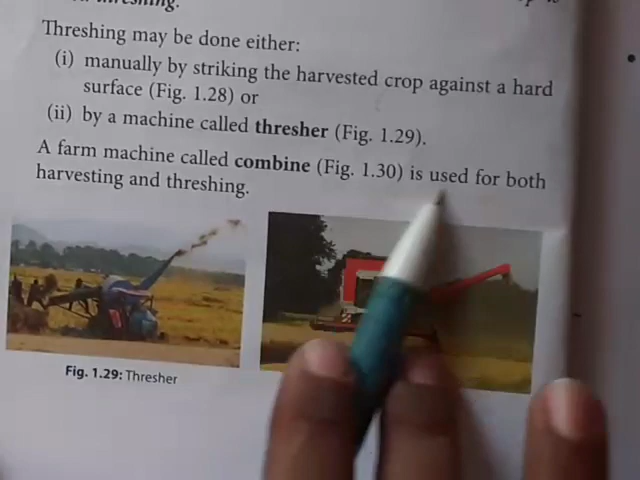 threshing.
Threshing may be done either:
(i) manually by striking the harvested crop against a hard
surface (Fig. 1.28) or
(ii) by a machine called thresher (Fig. 1.29).
A farm machine called combine (Fig. 1.30) is used for both
harvesting and threshing.
Fig. 1.29: Thresher